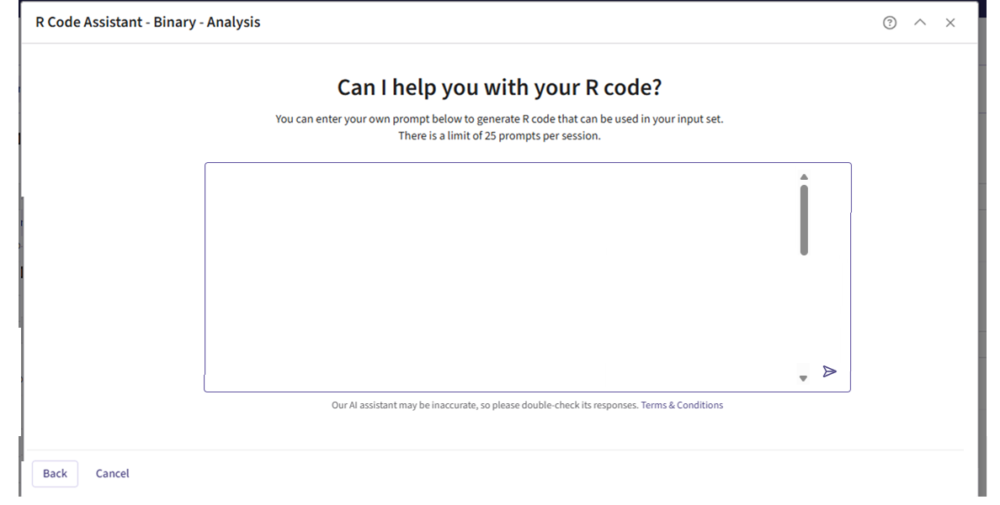 R Code Assistant - Binary - Analysis
Can I help you with your R code?
You can enter your own prompt below to generate R code that can be used in your input set.
There is a limit of 25 prompts per session.
Our AI assistant may be inaccurate, so please double-check its responses. Terms & Conditions
Back
Cancel